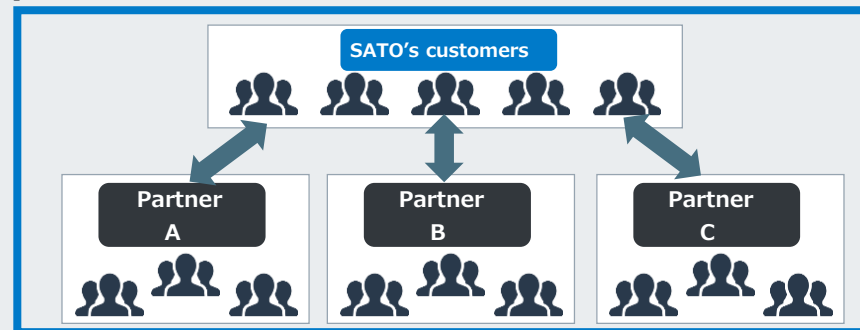 SATO’s customers
Partner
A
Partner
B
Partner
C